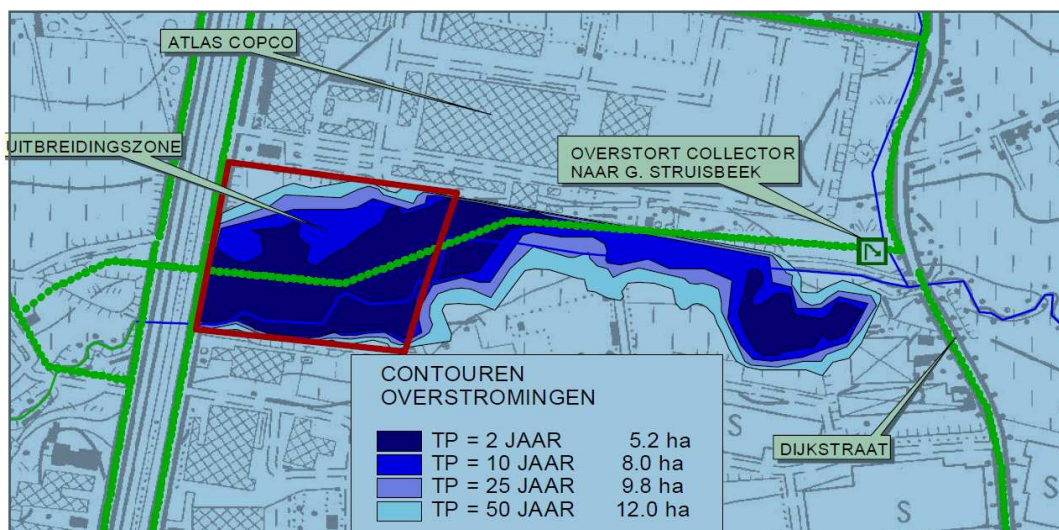 ATLAS COPCO
UITBREIDINGSZONE
OVERSTORT COLLECTOR
NAAR G. STRUISBEEK
CONTOUREN
OVERSTROMINGEN
TP = 2 JAAR 5.2 ha
TP = 10 JAAR 8.0 ha
TP = 25 JAAR 9.8 ha
TP = 50 JAAR 12.0 ha
DIJKSTRAAT
S
S
S
S